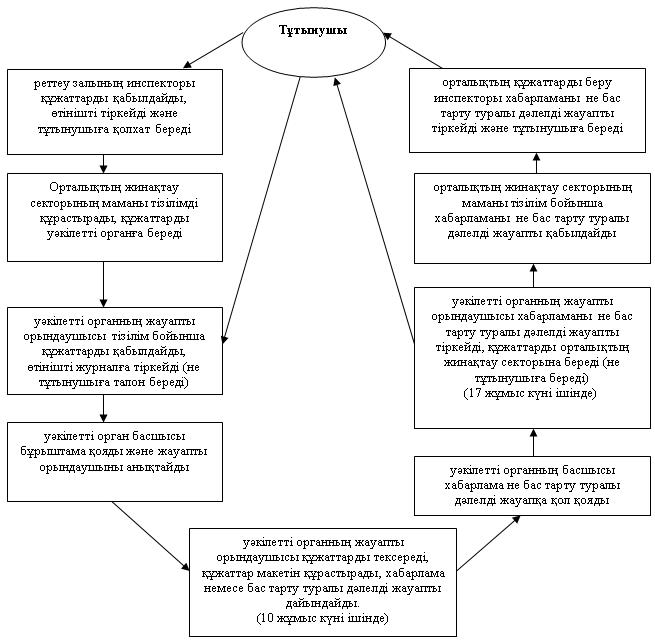 Тұтынушы
реттеу залының инспекторы
құжаттарды қабылдайды,
өтінішті тіркейді және
тұтынушыға қолхат береді
Орталықтың жинақтау
секторының маманы тізілімді
құрастырады, құжаттарды
уәкілетті органға береді
уәкілетті органның жауапты
орындаушысы тізілім бойынша
құжаттарды қабылдайды,
өтінішті журналға тіркейді (не
тұтынушыға талон береді)
уәкілетті орган басшысы
бұрыштама қояды және жауапты
орындаушыны анықтайды
уәкілетті органның жауапты
орындаушысы құжаттарды тексереді,
құжаттар макетін құрастырады, хабарлама
немесе бас тарту туралы дәлелді жауапты
дайындайды.
(10 жұмыс күні ішінде)
уәкілетті органның басшысы
хабарлама не бас тарту туралы
дәлелді жауапқа қол қояды
уәкілетті органның жауапты
орындаушысы хабарламаны не бас
тарту туралы дәлелді жауапты
тіркейді, құжаттарды орталықтың
жинақтау секторына береді (не
тұтынушыға береді)
(17 жұмыс күні ішінде)
орталықтың жинақтау секторының
маманы тізілім бойынша
хабарламаны не бас тарту туралы
дәлелді жауапты қабылдайды
орталықтың құжаттарды беру
инспекторы хабарламаны не бас
тарту туралы дәлелді жауапты
тіркейді және тұтынушыға береді